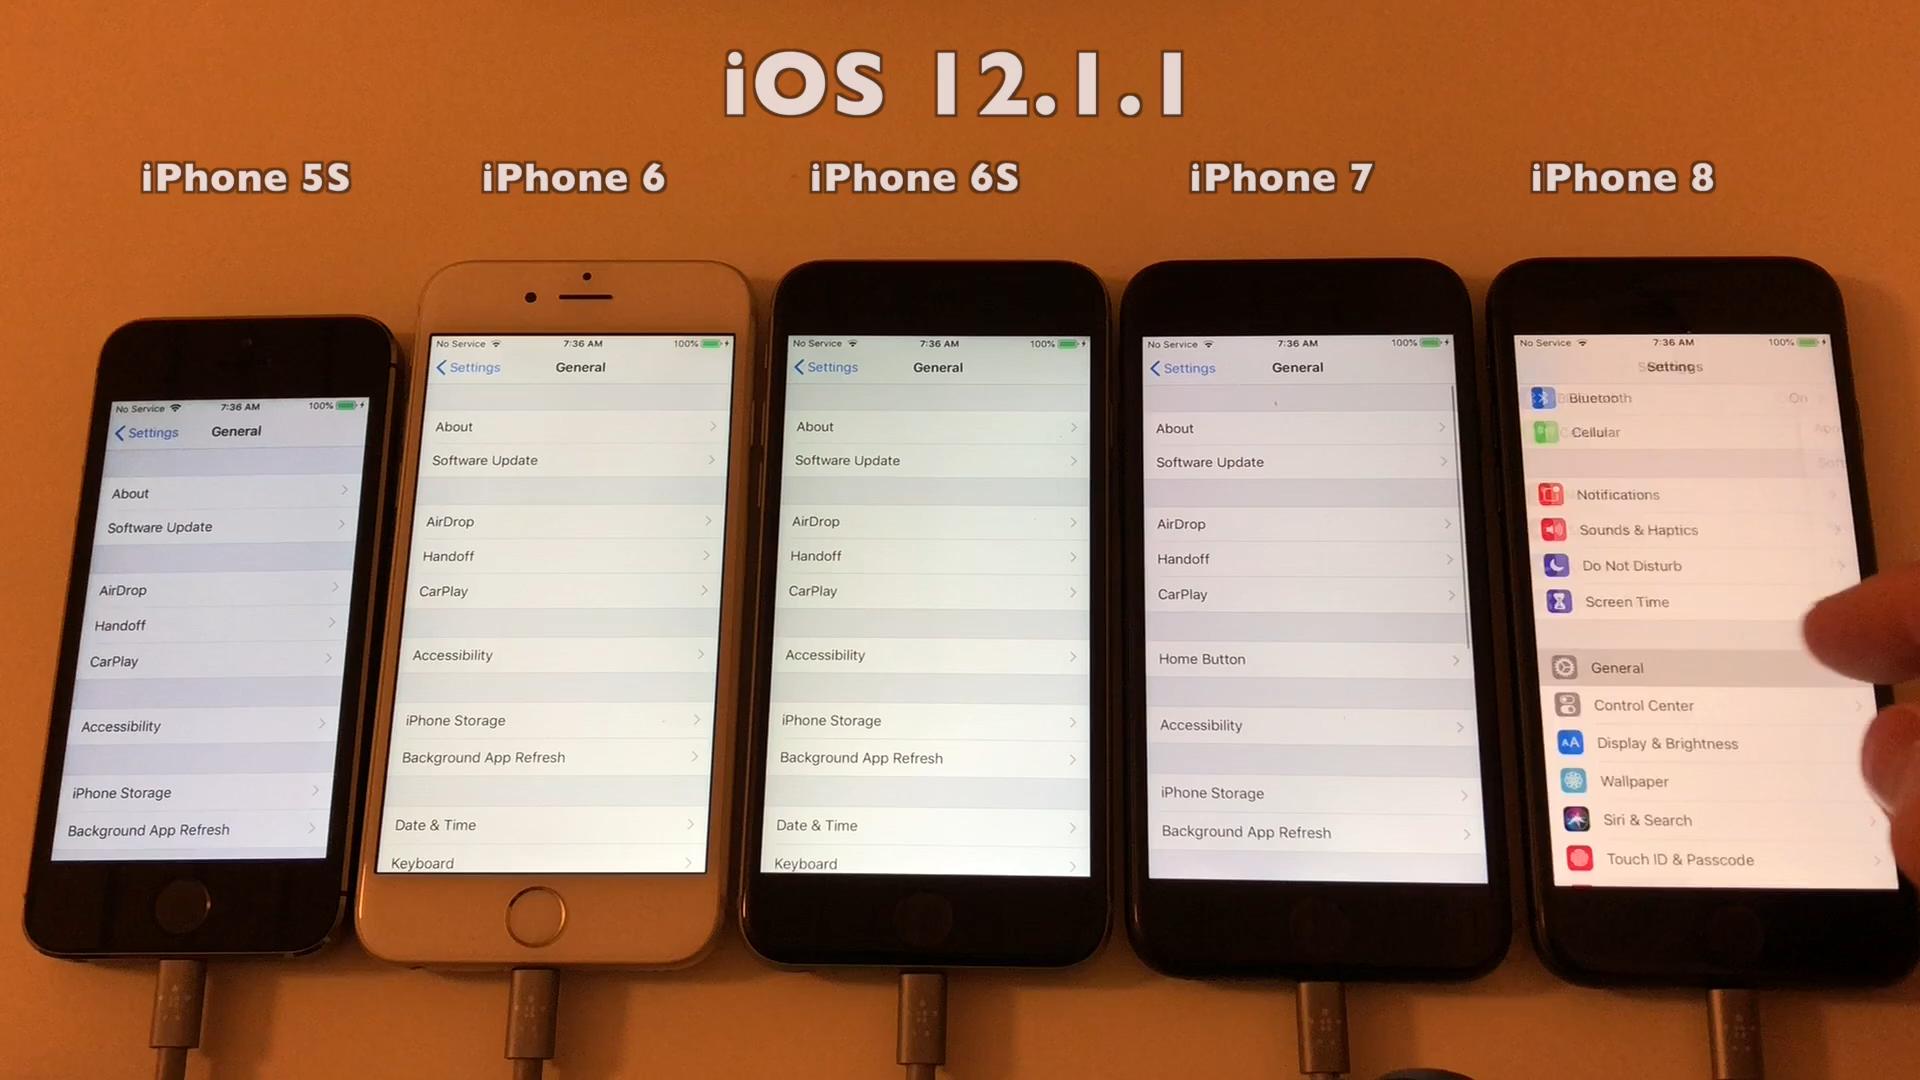 iOS 12.1.1
iPhone 5S
iPhone 6
iPhone 6S
iPhone 7
iPhone 8
No Service 7:36 AM 100%
Settings General
About
Software Update
AirDrop
Handoff
CarPlay
Accessibility
iPhone Storage
Background App Refresh
No Service 7:36 AM 100%
Settings General
About
Software Update
AirDrop
Handoff
CarPlay
Accessibility
iPhone Storage
Background App Refresh
Date & Time
Keyboard
No Service 7:36 AM 100%
Settings General
About
Software Update
AirDrop
Handoff
CarPlay
Accessibility
iPhone Storage
Background App Refresh
Date & Time
Keyboard
No Service 7:36 AM 100%
Settings General
About
Software Update
AirDrop
Handoff
CarPlay
Home Button
Accessibility
iPhone Storage
Background App Refresh
No Service 7:36 AM 100%
Settings
Bluetooth On
Cellular
Notifications
Sounds & Haptics
Do Not Disturb
Screen Time
General
Control Center
AA Display & Brightness
Wallpaper
Siri & Search
Touch ID & Passcode